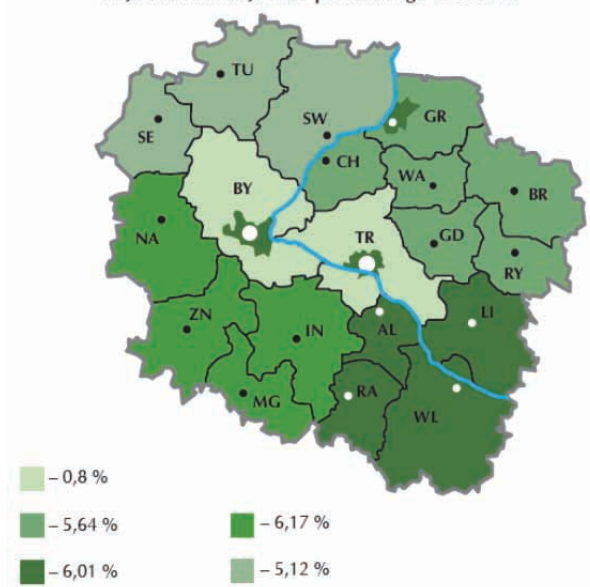 TU
SW
GR
SE
CH
WA
BR
BY
NA
TR
GD
RY
ZN
LI
IN
AL
RA
MG
WL
– 0,8 %
– 5,64 %
– 6,17 %
– 6,01 %
– 5,12 %